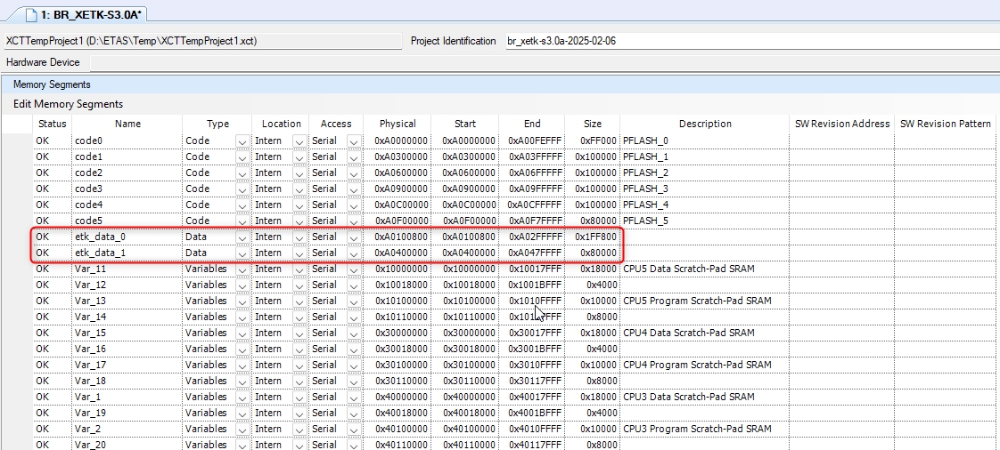 1: BR_XETK-S3.0A*
XCTTempProject1 (D:\ETAS\Temp\XCTTempProject1.xct) Project Identification br_xetk-s3.0a-2025-02-06
Hardware Device
Memory Segments
Edit Memory Segments
Status Name Type Location Access Physical Start End Size Description SW Revision Address SW Revision Pattern
OK code0 Code Intern Serial 0xA0000000 0xA0000000 0xA00FEFFF 0xFF000 PFLASH_0
OK code1 Code Intern Serial 0xA0300000 0xA0300000 0xA03FFFFF 0x100000 PFLASH_1
OK code2 Code Intern Serial 0xA0600000 0xA0600000 0xA06FFFFF 0x100000 PFLASH_2
OK code3 Code Intern Serial 0xA0900000 0xA0900000 0xA09FFFFF 0x100000 PFLASH_3
OK code4 Code Intern Serial 0xA0C00000 0xA0C00000 0xA0CFFFFF 0x100000 PFLASH_4
OK code5 Code Intern Serial 0xA0F00000 0xA0F00000 0xA0F7FFFF 0x80000 PFLASH_5
OK etk_data_0 Data Intern Serial 0xA0100800 0xA0100800 0xA02FFFFF 0x1FF800
OK etk_data_1 Data Intern Serial 0xA0400000 0xA0400000 0xA047FFFF 0x80000
OK Var_11 Variables Intern Serial 0x10000000 0x10000000 0x10017FFF 0x18000 CPU5 Data Scratch-Pad SRAM
OK Var_12 Variables Intern Serial 0x10018000 0x10018000 0x1001BFFF 0x4000
OK Var_13 Variables Intern Serial 0x10100000 0x10100000 0x1010FFFF 0x10000 CPU5 Program Scratch-Pad SRAM
OK Var_14 Variables Intern Serial 0x10110000 0x10110000 0x8000
OK Var_15 Variables Intern Serial 0x30000000 0x30000000 0x30017FFF 0x18000 CPU4 Data Scratch-Pad SRAM
OK Var_16 Variables Intern Serial 0x30018000 0x30018000 0x3001BFFF 0x4000
OK Var_17 Variables Intern Serial 0x30100000 0x30100000 0x3010FFFF 0x10000 CPU4 Program Scratch-Pad SRAM
OK Var_18 Variables Intern Serial 0x30110000 0x30110000 0x30117FFF 0x8000
OK Var_1 Variables Intern Serial 0x40000000 0x40000000 0x40017FFF 0x18000 CPU3 Data Scratch-Pad SRAM
OK Var_19 Variables Intern Serial 0x40018000 0x40018000 0x4001BFFF 0x4000
OK Var_2 Variables Intern Serial 0x40100000 0x40100000 0x4010FFFF 0x10000 CPU3 Program Scratch-Pad SRAM
OK Var_20 Variables Intern Serial 0x40110000 0x40110000 0x40117FFF 0x8000